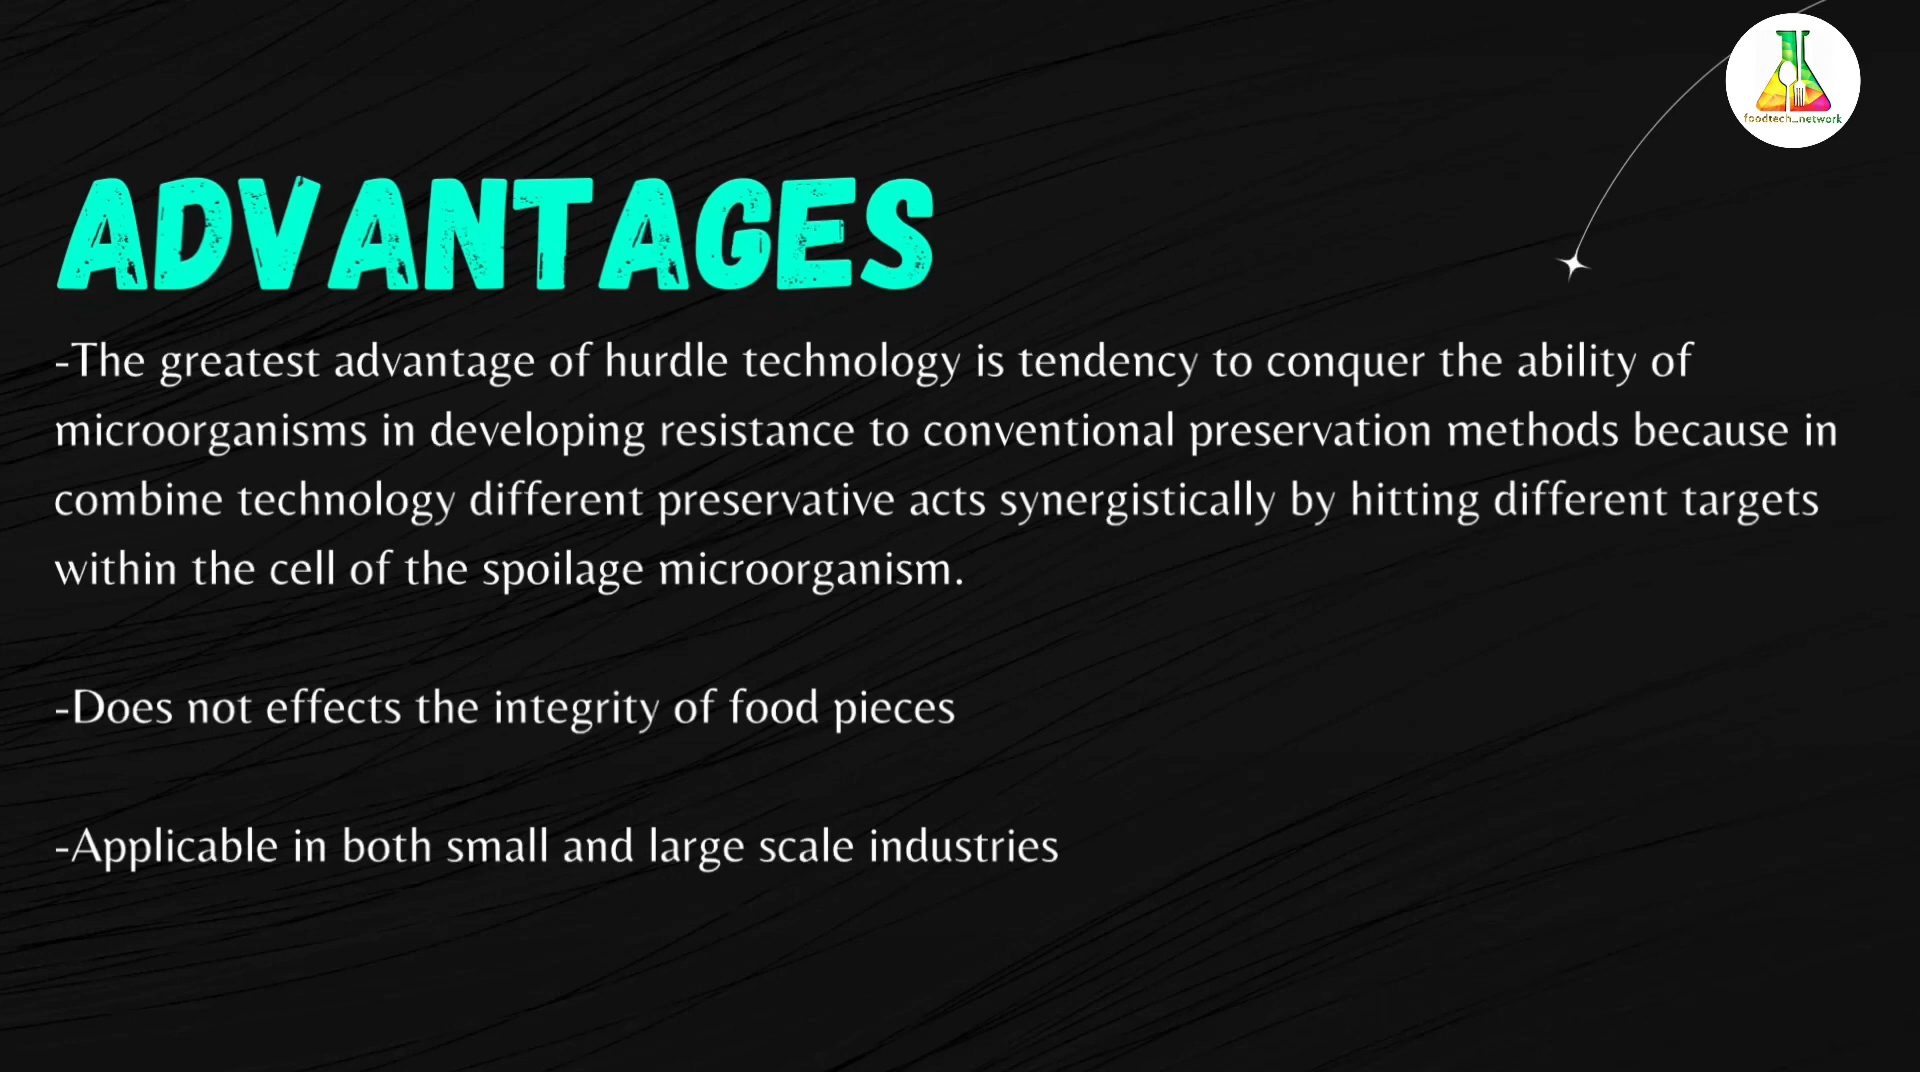 foodtech_network
ADVANTAGES
-The greatest advantage of hurdle technology is tendency to conquer the ability of
microorganisms in developing resistance to conventional preservation methods because in
combine technology different preservative acts synergistically by hitting different targets
within the cell of the spoilage microorganism.
-Does not effects the integrity of food pieces
-Applicable in both small and large scale industries